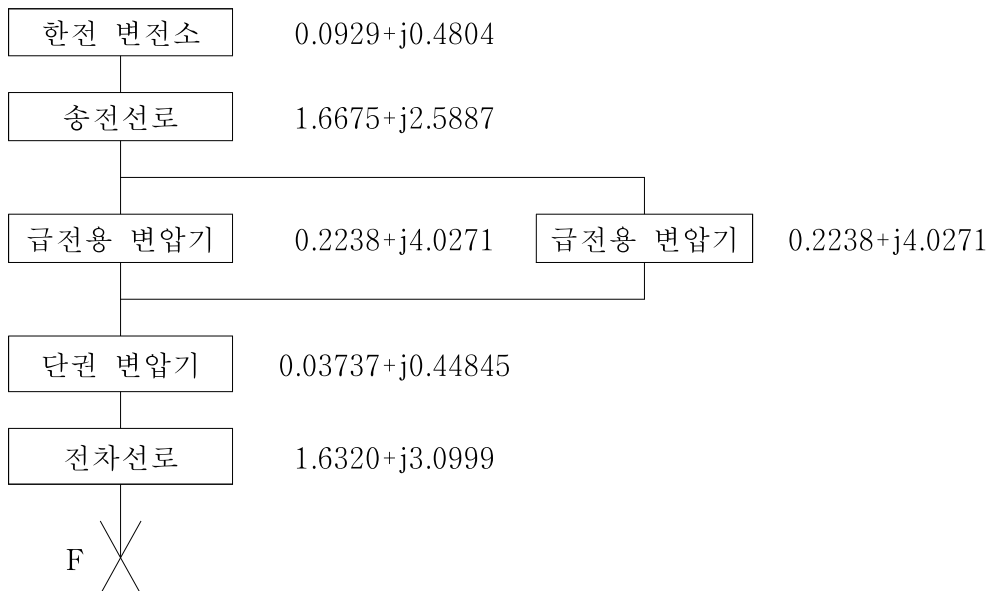 한전 변전소 0.0929+j0.4804
송전선로 1.6675+j2.5887
급전용 변압기 0.2238+j4.0271 급전용 변압기 0.2238+j4.0271
단권 변압기 0.03737+j0.44845
전차선로 1.6320+j3.0999
F